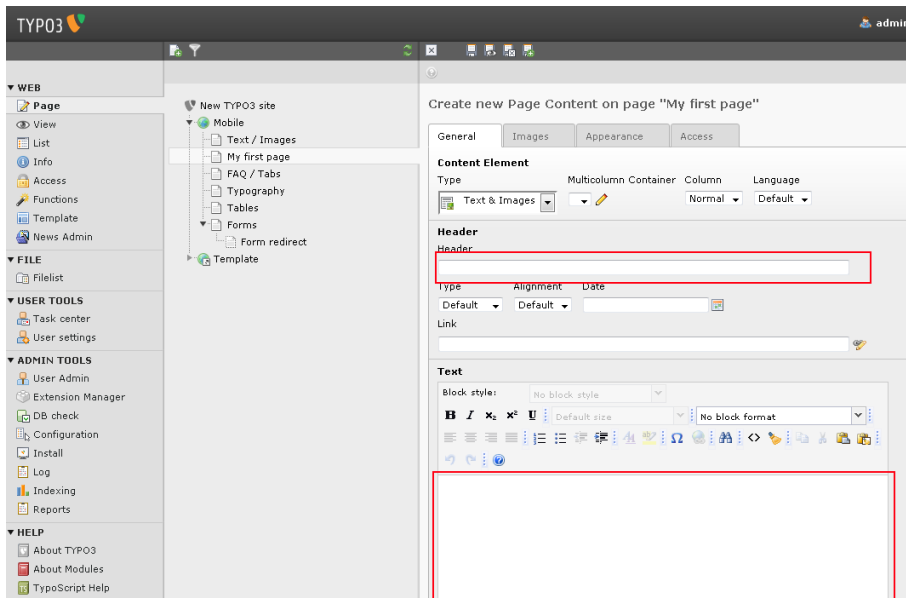 TYPO3
admin
WEB
Page
View
List
Info
Access
Functions
Template
News Admin
FILE
Filelist
USER TOOLS
Task center
User settings
ADMIN TOOLS
User Admin
Extension Manager
DB check
Configuration
Install
Log
Indexing
Reports
HELP
About TYPO3
About Modules
TypoScript Help
New TYPO3 site
Mobile
Text / Images
My first page
FAQ / Tabs
Typography
Tables
Forms
Form redirect
Template
Create new Page Content on page "My first page"
General Images Appearance Access
Content Element
Type Multicolumn Container Column Language
Text & Images Normal Default
Header
Header
Type Alignment Date
Default Default
Link
Text
Block style: No block style
B I x₂ x² U Default size No block format